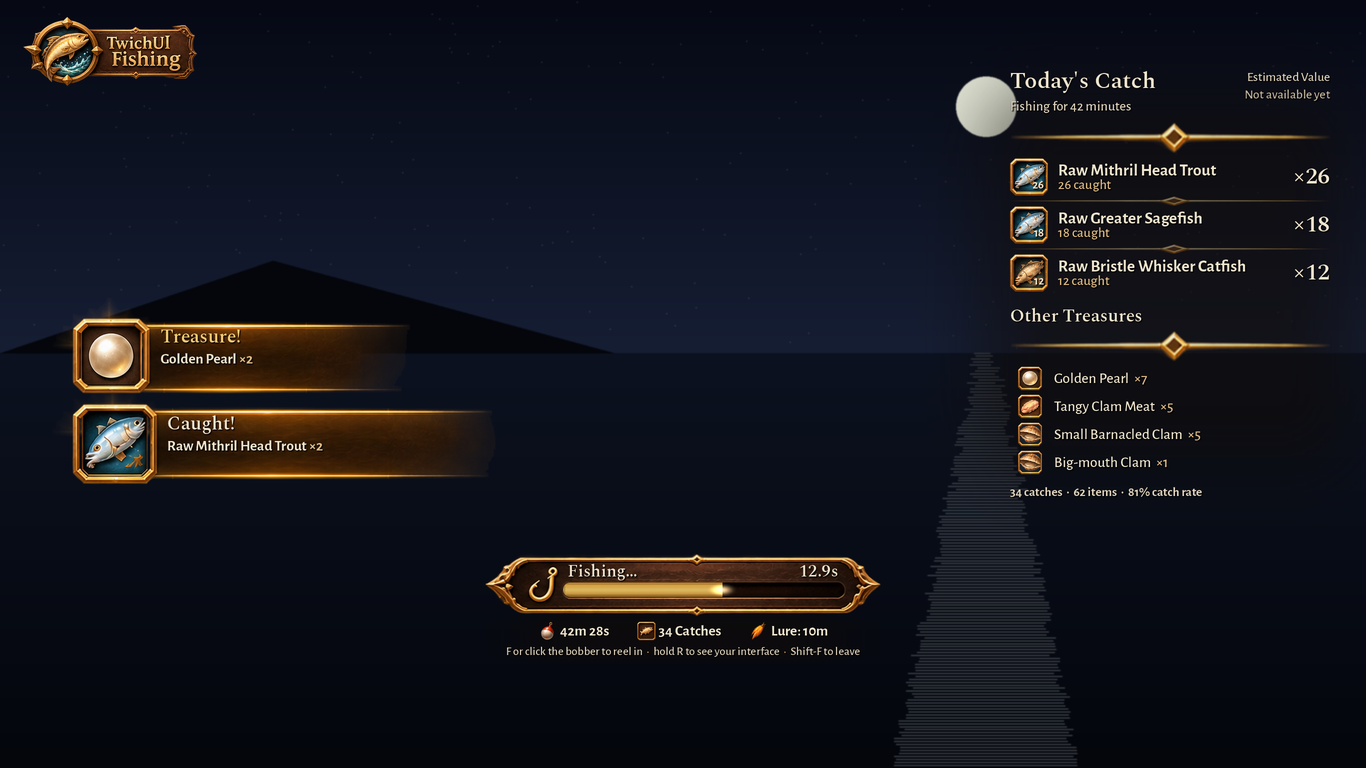 TwichUI
Fishing
Today's Catch
Estimated Value
Fishing for 42 minutes
Not available yet
26
Raw Mithril Head Trout
26 caught
×26
18
Raw Greater Sagefish
18 caught
×18
12
Raw Bristle Whisker Catfish
12 caught
×12
Other Treasures
Golden Pearl ×7
Tangy Clam Meat ×5
Small Barnacled Clam ×5
Big-mouth Clam ×1
34 catches · 62 items · 81% catch rate
Treasure!
Golden Pearl ×2
Caught!
Raw Mithril Head Trout ×2
Fishing... 12.9s
42m 28s 34 Catches Lure: 10m
F or click the bobber to reel in · hold R to see your interface · Shift-F to leave